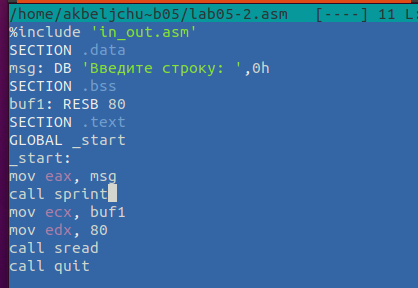 /home/akbeljchu~b05/lab05-2.asm   [----] 11 L:
%include 'in_out.asm'
SECTION .data
msg: DB 'Введите строку: ',0h
SECTION .bss
buf1: RESB 80
SECTION .text
GLOBAL _start
_start:
mov eax, msg
call sprint
mov ecx, buf1
mov edx, 80
call sread
call quit